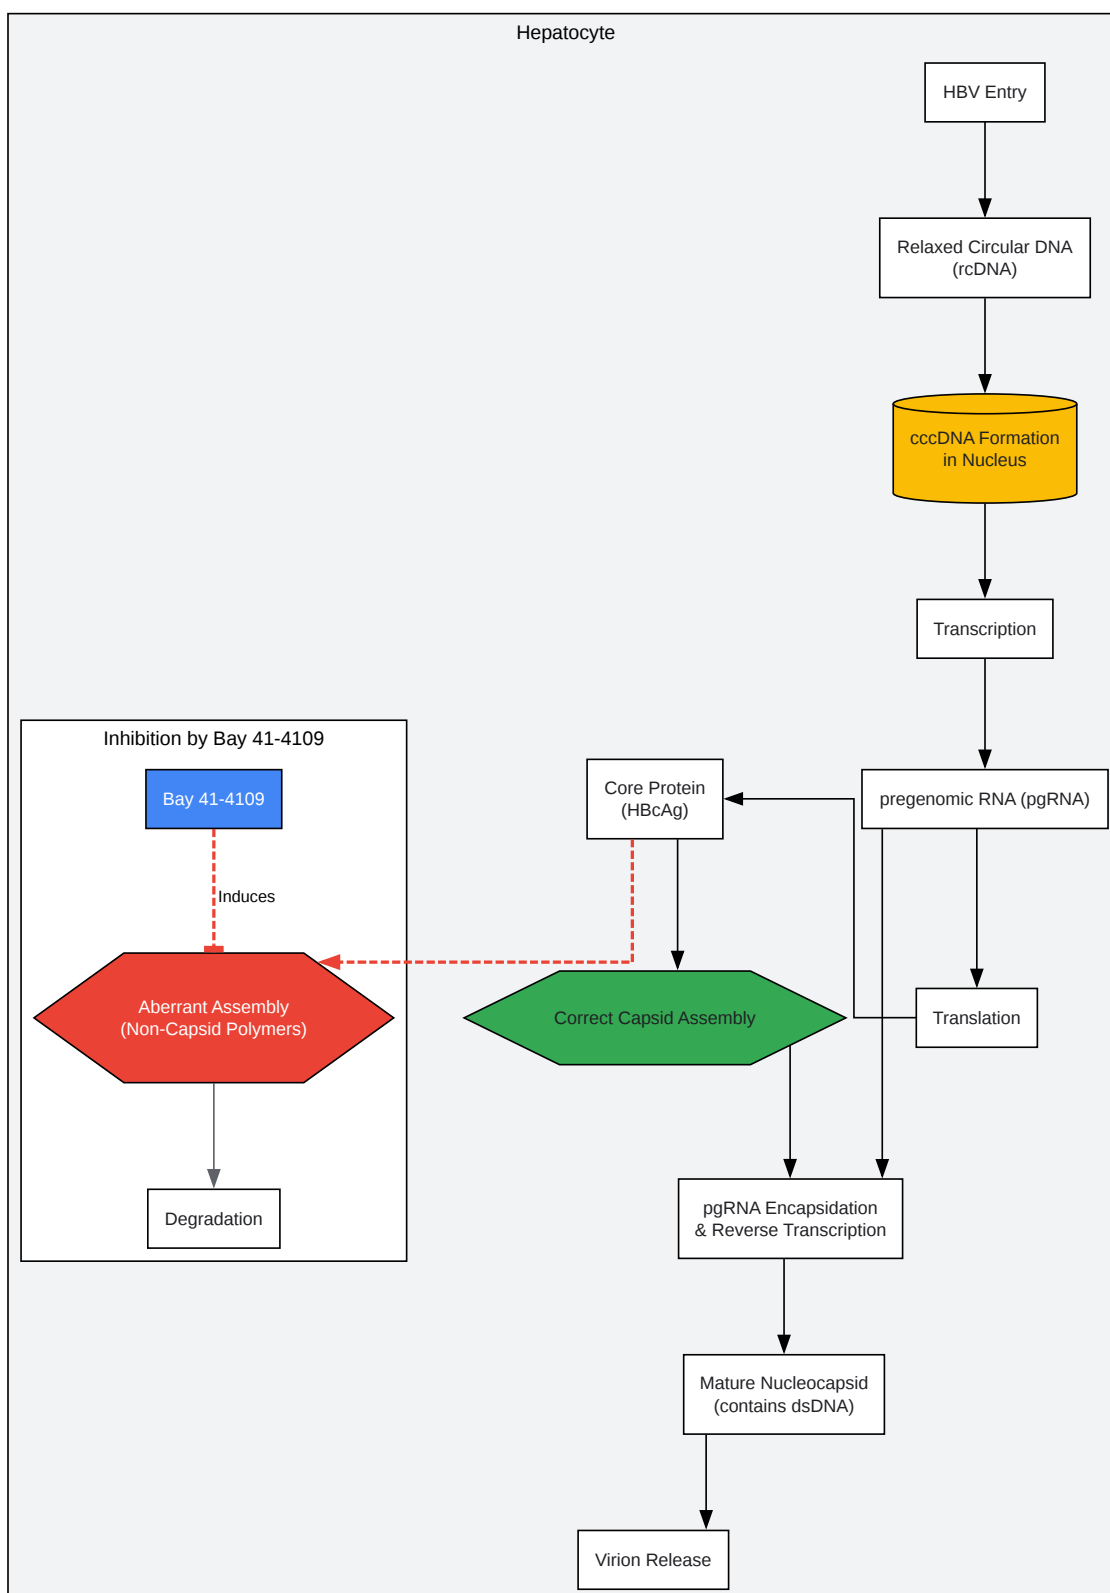 Hepatocyte
HBV Entry
Relaxed Circular DNA
(rcDNA)
cccDNA Formation
in Nucleus
Transcription
Inhibition by Bay 41-4109
Bay 41-4109
Core Protein
(HBcAg)
pregenomic RNA (pgRNA)
Induces
Aberrant Assembly
(Non-Capsid Polymers)
Correct Capsid Assembly
Translation
Degradation
pgRNA Encapsidation
& Reverse Transcription
Mature Nucleocapsid
(contains dsDNA)
Virion Release